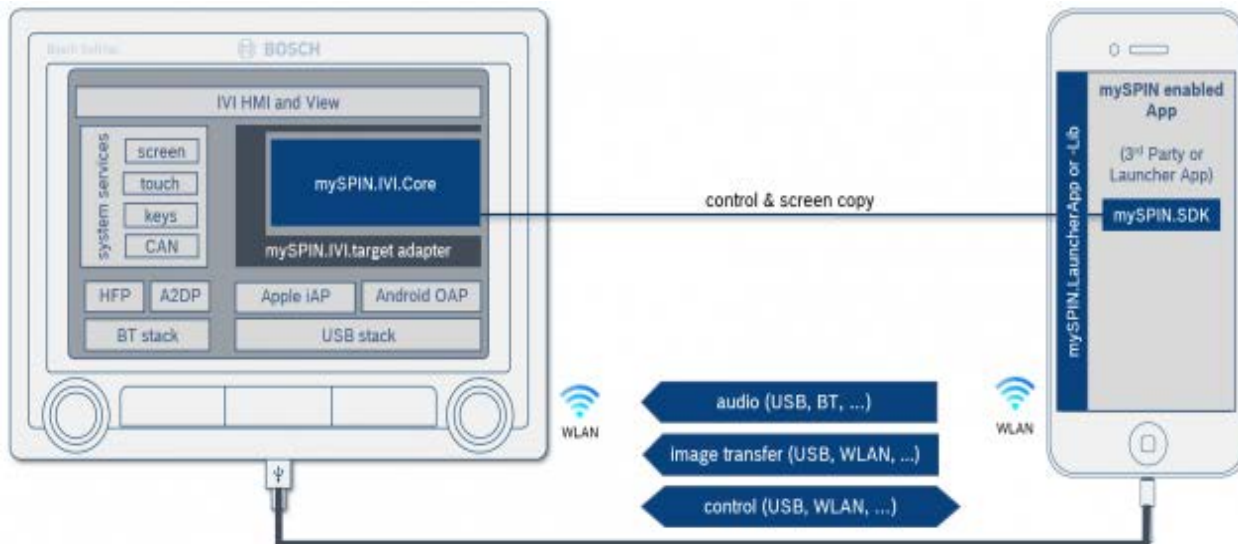 BOSCH
IVI HMI and View
system services
screen
touch
keys
CAN
mySPIN.IVI.Core
mySPIN.IVI.target adapter
HFP
A2DP
Apple iAP
Android OAP
BT stack
USB stack
control & screen copy
mySPIN.LauncherApp or -Lib
mySPIN enabled
App
(3rd Party or
Launcher App)
mySPIN.SDK
WLAN
audio (USB, BT, ...)
WLAN
image transfer (USB, WLAN, ...)
control (USB, WLAN, ...)